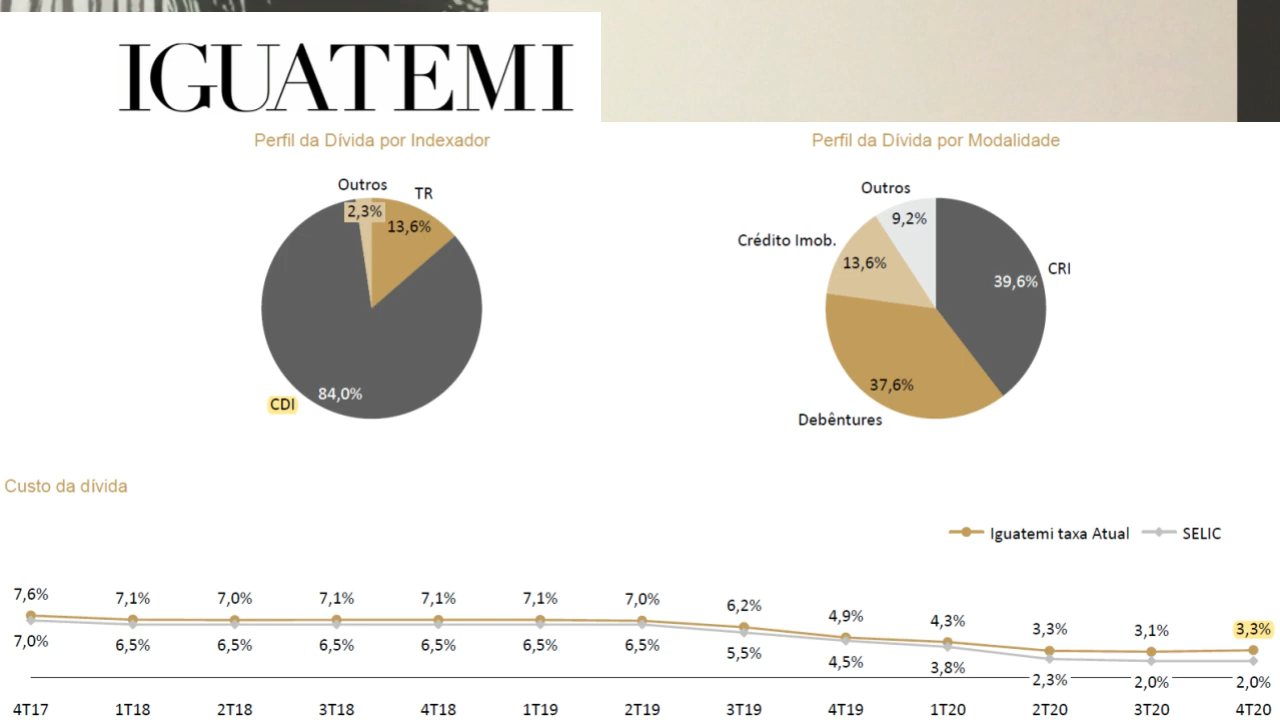 IGUATEMI
Perfil da Dívida por Indexador
Outros
TR
2,3%
13,6%
84,0%
CDI
Perfil da Dívida por Modalidade
Outros
9,2%
Crédito Imob.
13,6%
39,6%
CRI
37,6%
Debêntures
Custo da dívida
Iguatemi taxa Atual SELIC
7,6% 7,1% 7,0% 7,1% 7,1% 7,1% 7,0% 6,2% 4,9% 4,3% 3,3% 3,1% 3,3%
7,0% 6,5% 6,5% 6,5% 6,5% 6,5% 6,5% 5,5% 4,5% 3,8% 2,3% 2,0% 2,0%
4T17 1T18 2T18 3T18 4T18 1T19 2T19 3T19 4T19 1T20 2T20 3T20 4T20